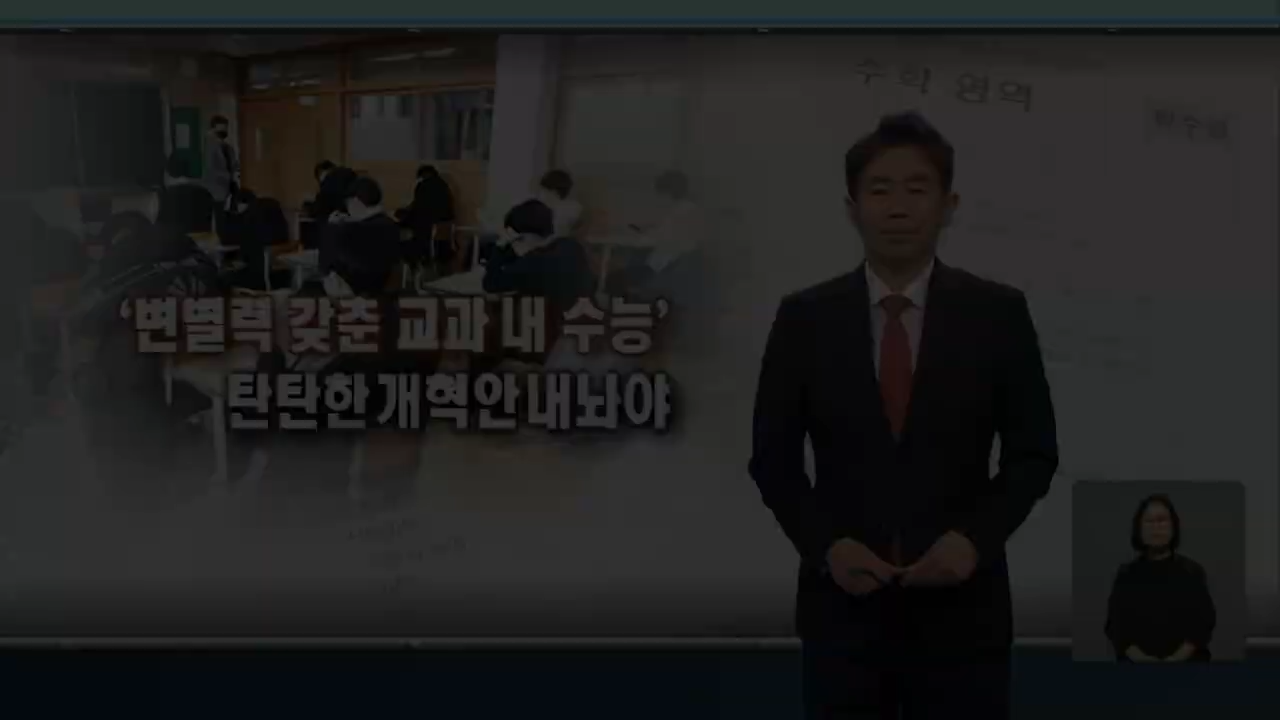 수학 영역
‘변별력 갖춘 교과 내 수능’
탄탄한 개혁안 내놔야